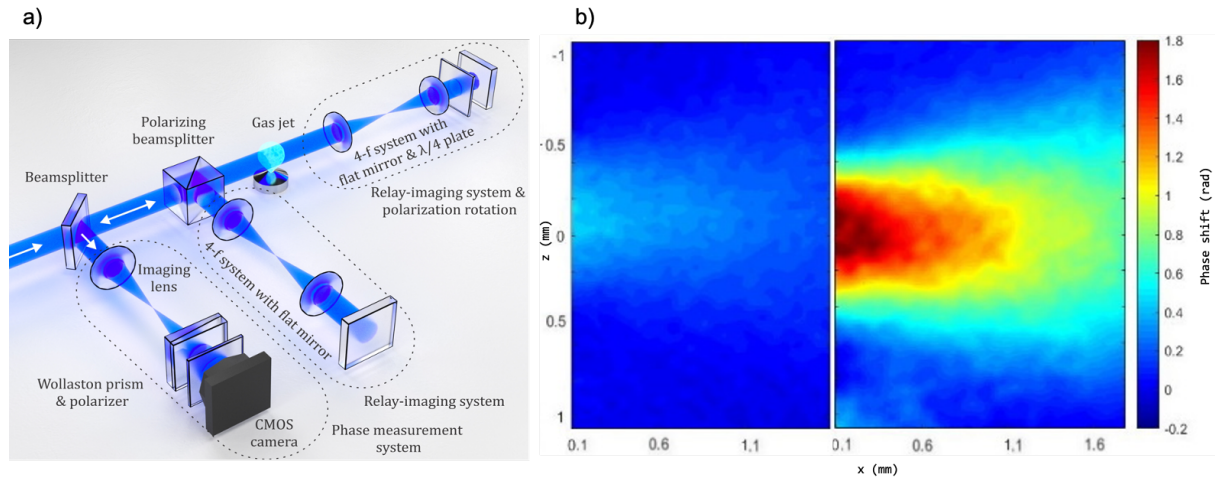 a)
b)
Polarizing
beamsplitter
Gas jet
4-f system with
flat mirror & λ/4 plate
Beamsplitter
Relay-imaging system &
polarization rotation
Imaging
lens
4-f system with flat mirror
Wollaston prism
& polarizer
CMOS
camera
Relay-imaging system
Phase measurement
system
z (mm)
-1
-0.5
0
0.5
1
0.1 0.6 1.1
0.1 0.6 1.1 1.6
x (mm)
1.8
1.6
1.4
1.2
1.0
0.8
0.6
0.4
0.2
0
-0.2
Phase shift (rad)